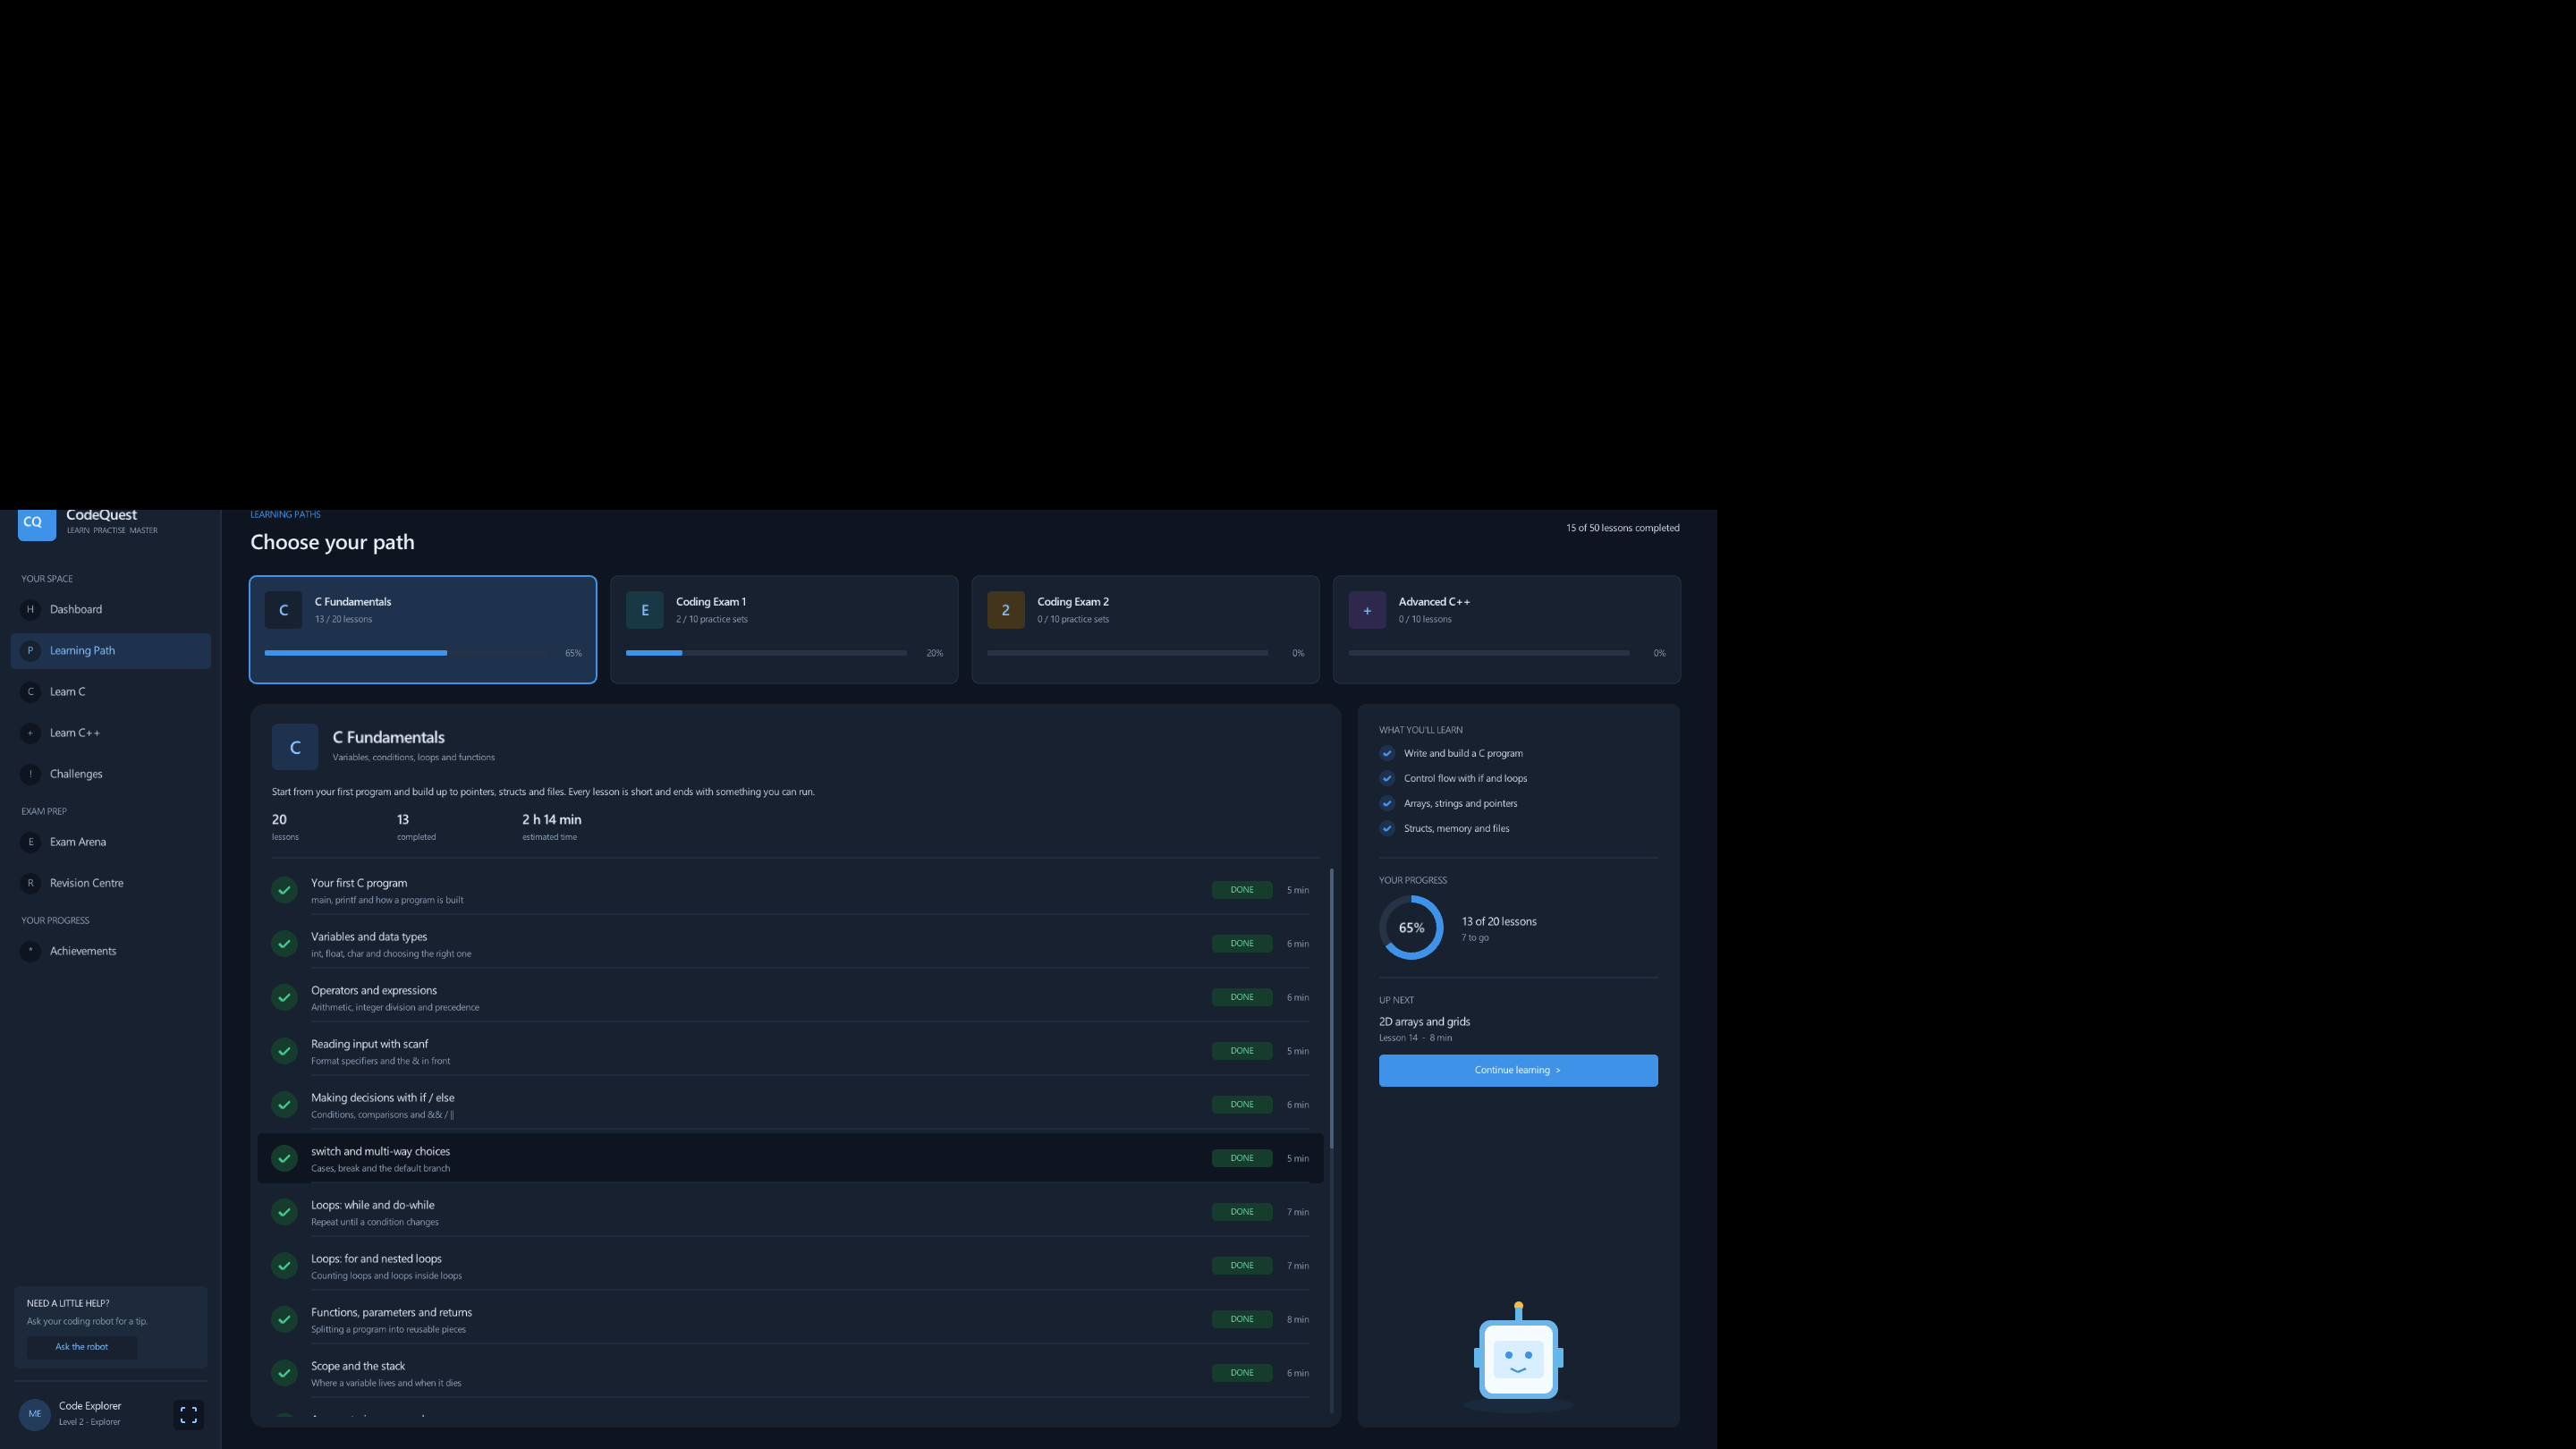 CQ
CodeQuest
LEARN PRACTISE MASTER
YOUR SPACE
H Dashboard
P Learning Path
C Learn C
+ Learn C++
! Challenges
EXAM PREP
E Exam Arena
R Revision Centre
YOUR PROGRESS
* Achievements
NEED A LITTLE HELP?
Ask your coding robot for a tip.
Ask the robot
ME
Code Explorer
Level 2 - Explorer
LEARNING PATHS
Choose your path
15 of 50 lessons completed
C
C Fundamentals
13 / 20 lessons
65%
E
Coding Exam 1
2 / 10 practice sets
20%
2
Coding Exam 2
0 / 10 practice sets
0%
+
Advanced C++
0 / 10 lessons
0%
C
C Fundamentals
Variables, conditions, loops and functions
Start from your first program and build up to pointers, structs and files. Every lesson is short and ends with something you can run.
20 13 2 h 14 min
lessons completed estimated time
Your first C program
main, printf and how a program is built
DONE 5 min
Variables and data types
int, float, char and choosing the right one
DONE 6 min
Operators and expressions
Arithmetic, integer division and precedence
DONE 6 min
Reading input with scanf
Format specifiers and the & in front
DONE 5 min
Making decisions with if / else
Conditions, comparisons and && / ||
DONE 6 min
switch and multi-way choices
Cases, break and the default branch
DONE 5 min
Loops: while and do-while
Repeat until a condition changes
DONE 7 min
Loops: for and nested loops
Counting loops and loops inside loops
DONE 7 min
Functions, parameters and returns
Splitting a program into reusable pieces
DONE 8 min
Scope and the stack
Where a variable lives and when it dies
DONE 6 min
WHAT YOU'LL LEARN
Write and build a C program
Control flow with if and loops
Arrays, strings and pointers
Structs, memory and files
YOUR PROGRESS
65%
13 of 20 lessons
7 to go
UP NEXT
2D arrays and grids
Lesson 14 - 8 min
Continue learning >